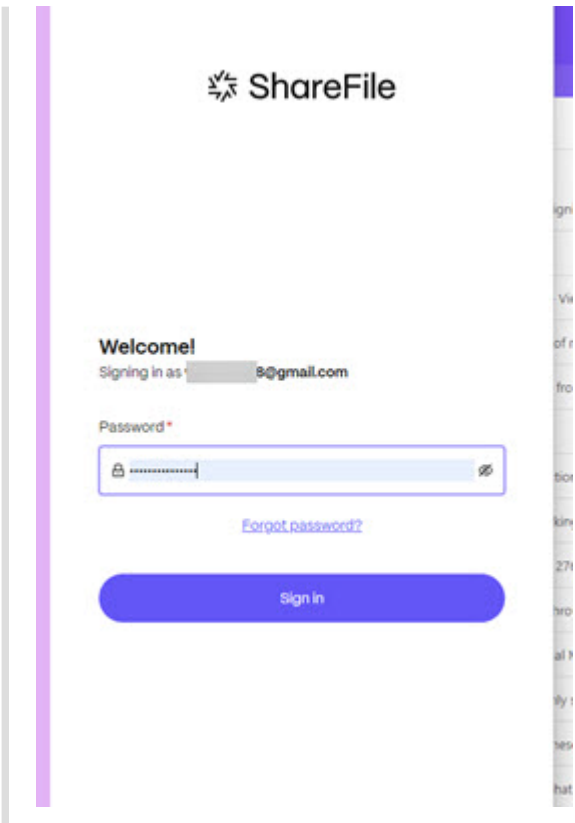 ShareFile
Welcome!
Signing in as 8@gmail.com
Password *
Forgot password?
Sign in